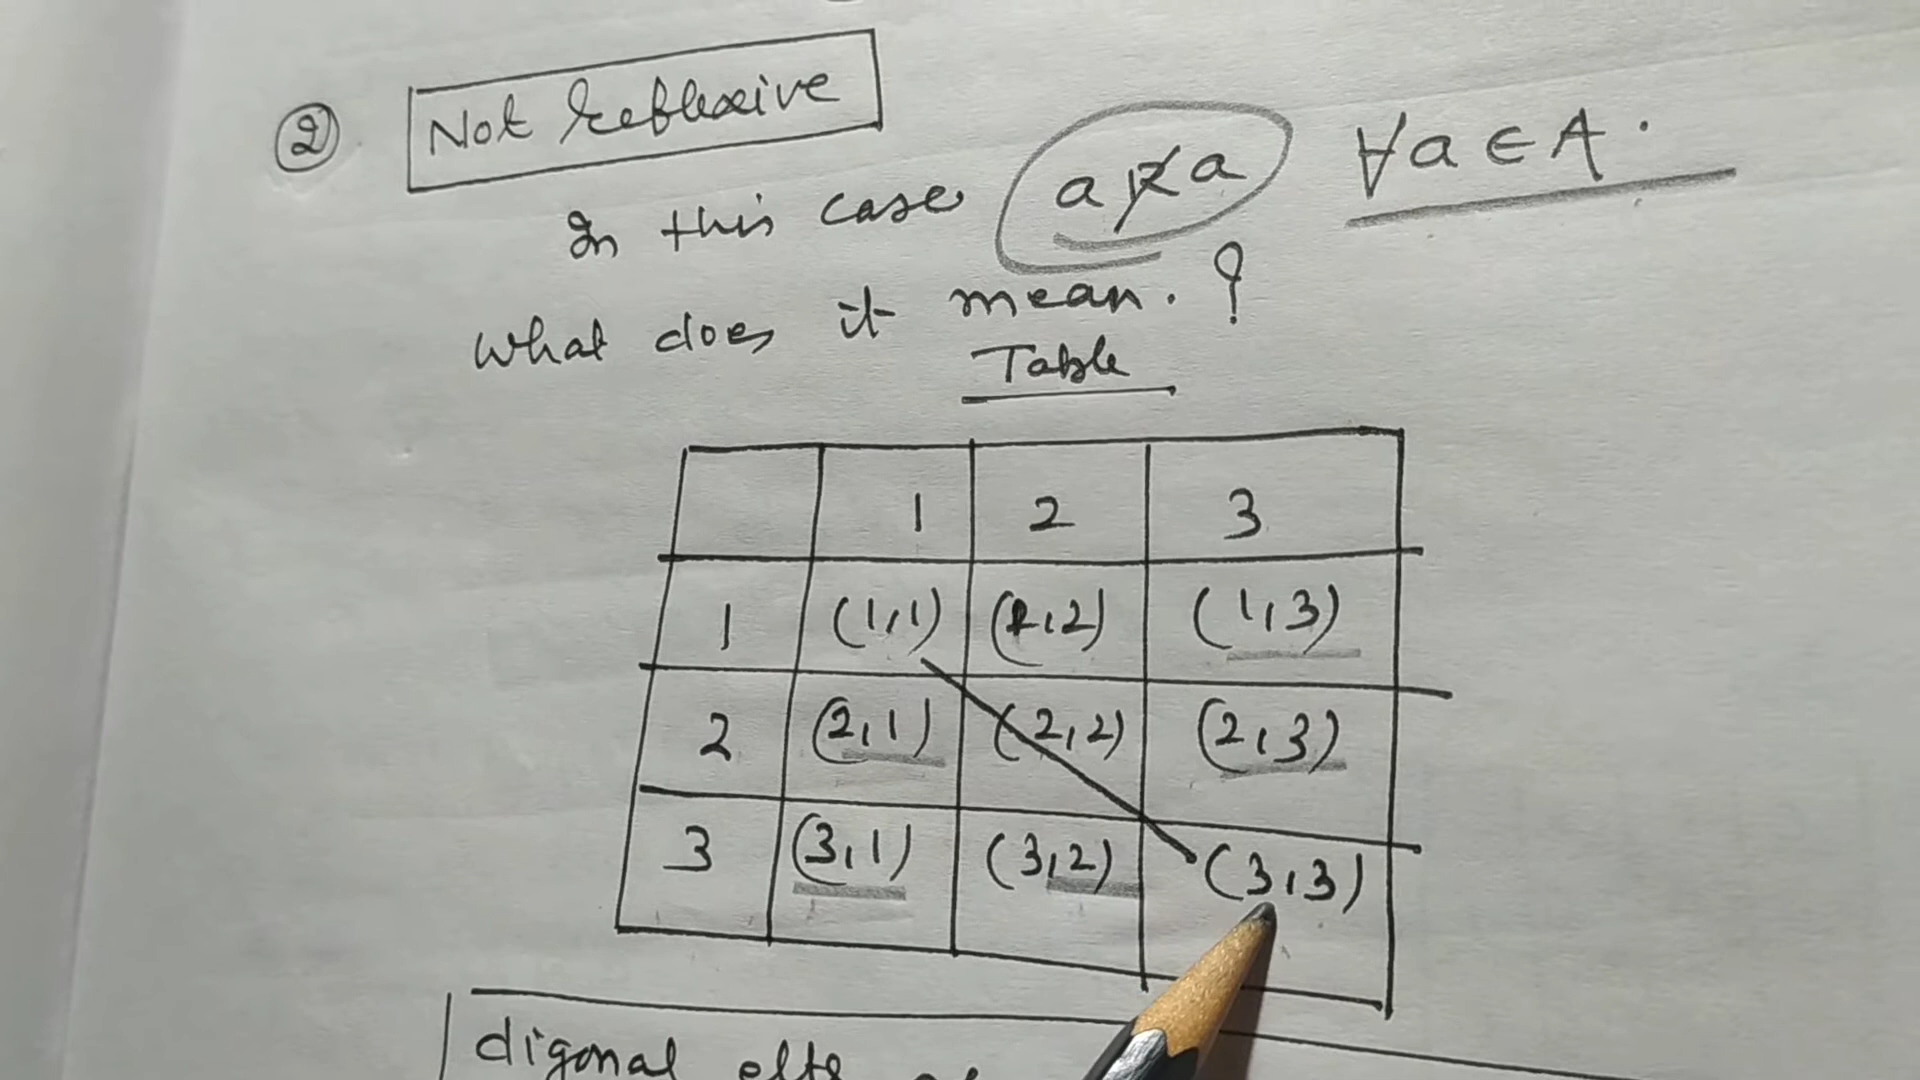 ② Not Reflexive
In this case a R̸ a ∀a ∈ A.
What does it mean. ?
Table
1 2 3
1 (1,1) (1,2) (1,3)
2 (2,1) (2,2) (2,3)
3 (3,1) (3,2) (3,3)
digonal elts